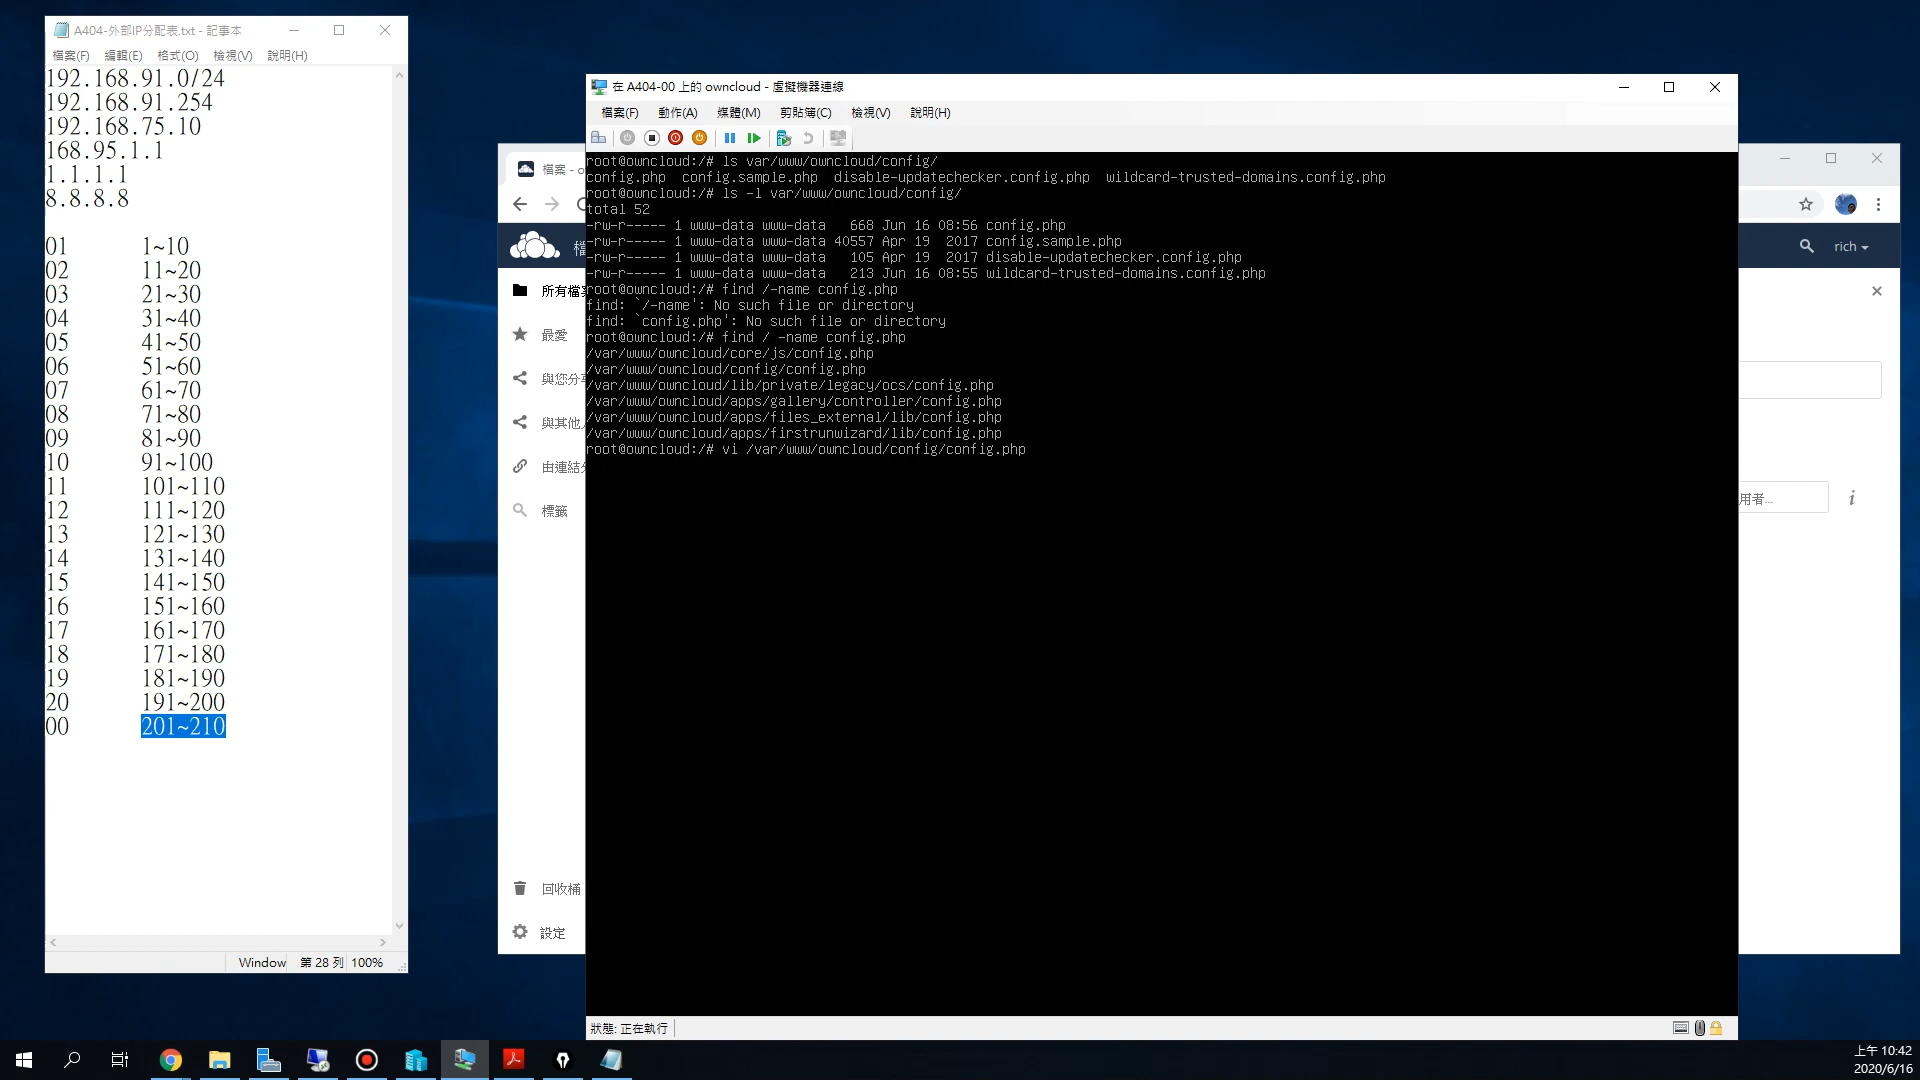 A404-外部IP分配表.txt - 記事本
檔案(F) 編輯(E) 格式(O) 檢視(V) 說明(H)
192.168.91.0/24
192.168.91.254
192.168.75.10
168.95.1.1
1.1.1.1
8.8.8.8
01 1~10
02 11~20
03 21~30
04 31~40
05 41~50
06 51~60
07 61~70
08 71~80
09 81~90
10 91~100
11 101~110
12 111~120
13 121~130
14 131~140
15 141~150
16 151~160
17 161~170
18 171~180
19 181~190
20 191~200
00 201~210
Window 第 28 列 100%
檔案 - o
檔
所有檔案
最愛
與您分享
與其他人
由連結分
標籤
回收桶
設定
在 A404-00 上的 owncloud - 虛擬機器連線
檔案(F) 動作(A) 媒體(M) 剪貼簿(C) 檢視(V) 說明(H)
root@owncloud:/# ls var/www/owncloud/config/
config.php config.sample.php disable-updatechecker.config.php wildcard-trusted-domains.config.php
root@owncloud:/# ls -l var/www/owncloud/config/
total 52
-rw-r----- 1 www-data www-data 668 Jun 16 08:56 config.php
-rw-r----- 1 www-data www-data 40557 Apr 19 2017 config.sample.php
-rw-r----- 1 www-data www-data 105 Apr 19 2017 disable-updatechecker.config.php
-rw-r----- 1 www-data www-data 213 Jun 16 08:55 wildcard-trusted-domains.config.php
root@owncloud:/# find /-name config.php
find: `/-name': No such file or directory
find: `config.php': No such file or directory
root@owncloud:/# find / -name config.php
/var/www/owncloud/core/js/config.php
/var/www/owncloud/config/config.php
/var/www/owncloud/lib/private/legacy/ocs/config.php
/var/www/owncloud/apps/gallery/controller/config.php
/var/www/owncloud/apps/files_external/lib/config.php
/var/www/owncloud/apps/firstrunwizard/lib/config.php
root@owncloud:/# vi /var/www/owncloud/config/config.php
狀態: 正在執行
rich
用者...
i
上午 10:42
2020/6/16